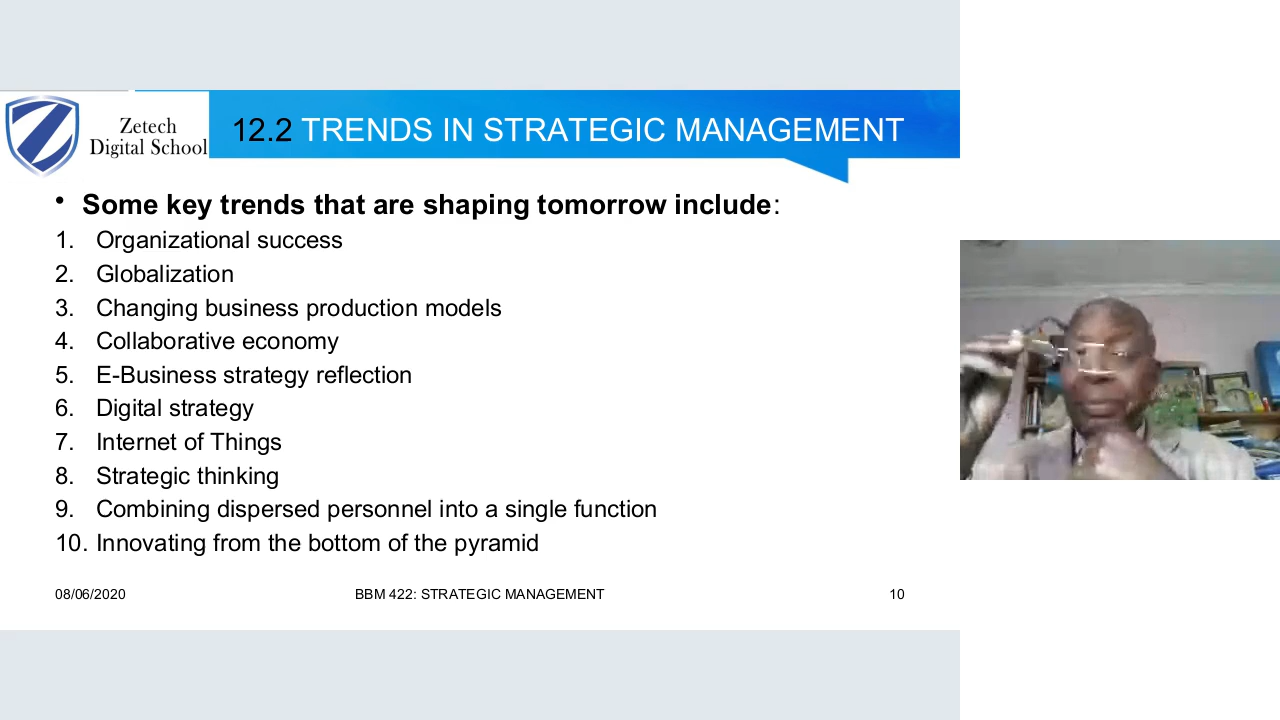 Zetech
Digital School
12.2 TRENDS IN STRATEGIC MANAGEMENT
• Some key trends that are shaping tomorrow include:
1. Organizational success
2. Globalization
3. Changing business production models
4. Collaborative economy
5. E-Business strategy reflection
6. Digital strategy
7. Internet of Things
8. Strategic thinking
9. Combining dispersed personnel into a single function
10. Innovating from the bottom of the pyramid
08/06/2020 BBM 422: STRATEGIC MANAGEMENT 10